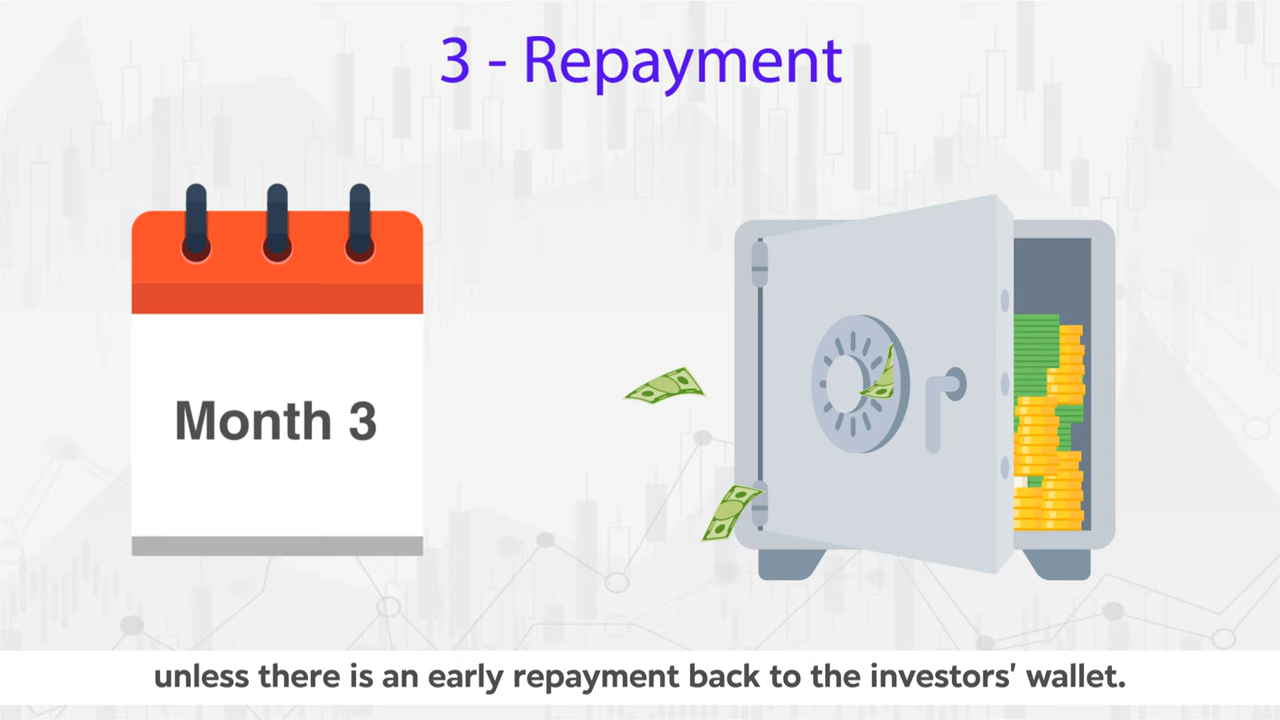 3 - Repayment
Month 3
unless there is an early repayment back to the investors' wallet.